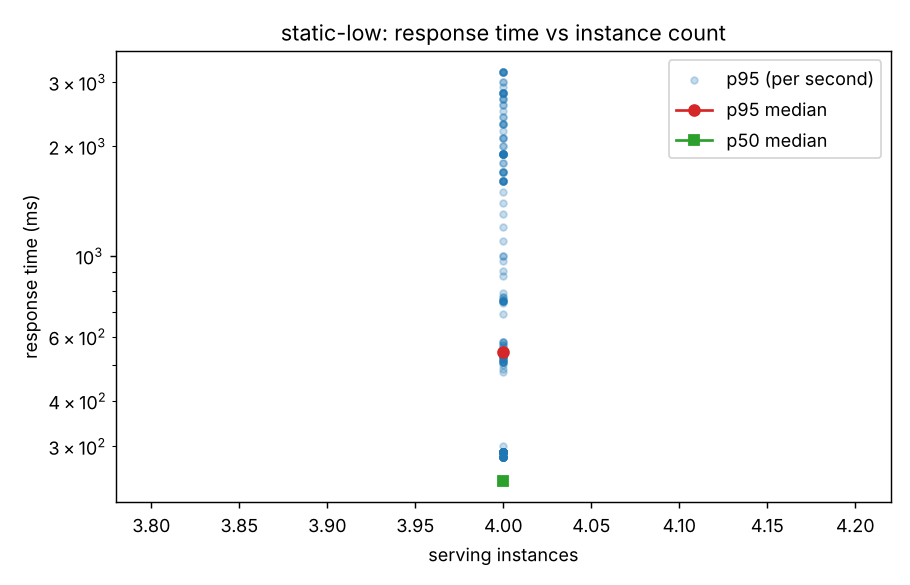 static-low: response time vs instance count
p95 (per second)
p95 median
p50 median
response time (ms)
3 × 10³
2 × 10³
10³
6 × 10²
4 × 10²
3 × 10²
3.80 3.85 3.90 3.95 4.00 4.05 4.10 4.15 4.20
serving instances